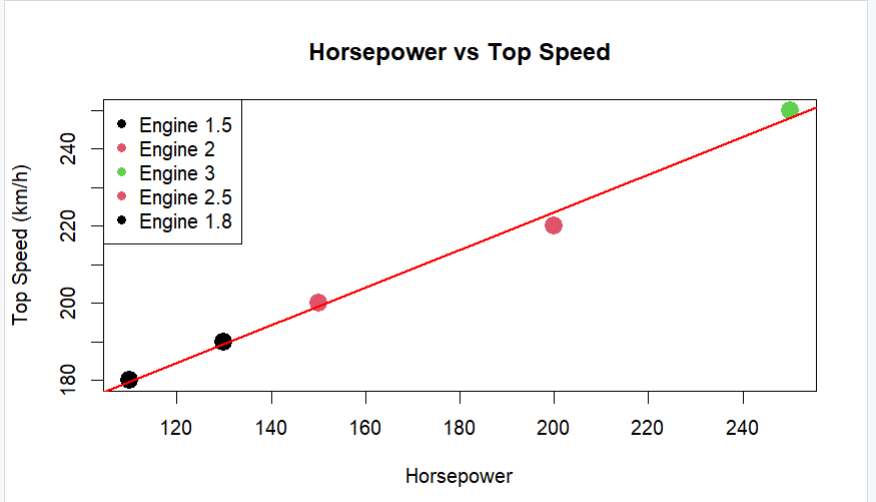 Horsepower vs Top Speed
Engine 1.5
Engine 2
Engine 3
Engine 2.5
Engine 1.8
Top Speed (km/h)
240
220
200
180
120 140 160 180 200 220 240
Horsepower